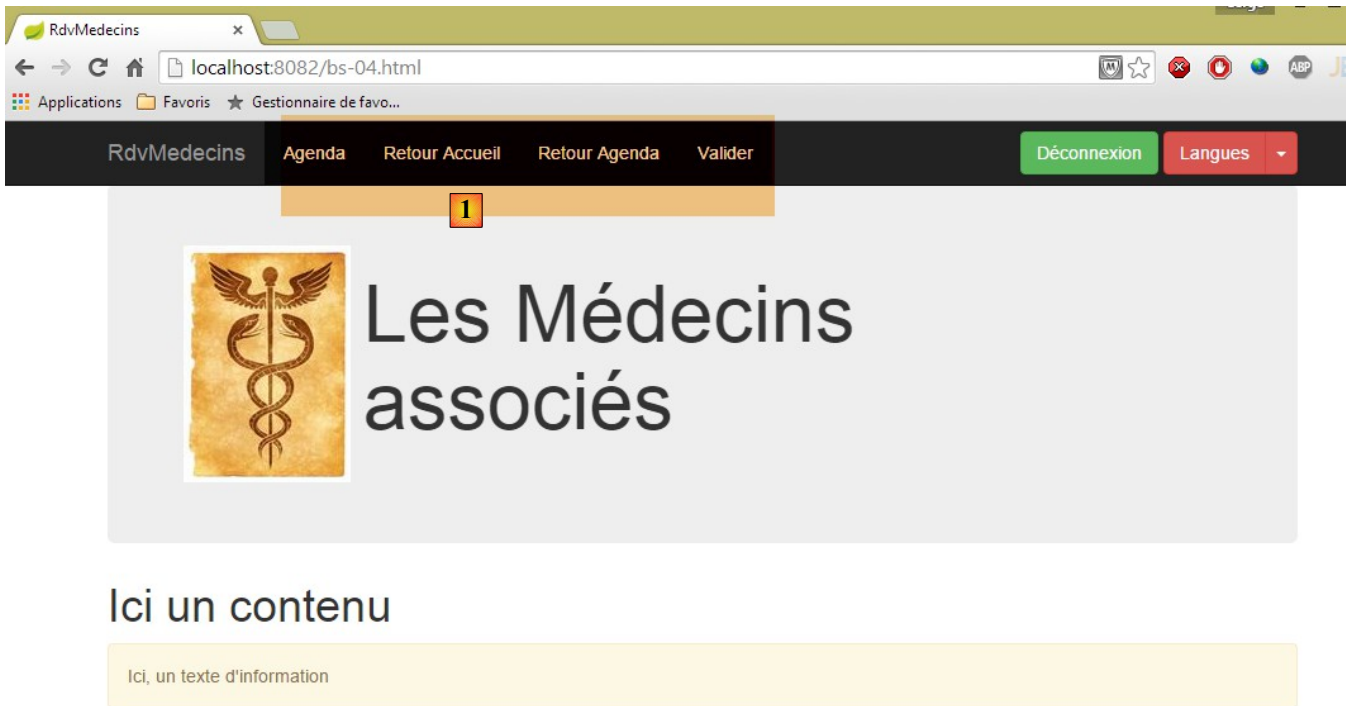 RdvMedecins ×
localhost:8082/bs-04.html
ABP
Applications Favoris Gestionnaire de favo...
RdvMedecins Agenda Retour Accueil Retour Agenda Valider Déconnexion Langues
1
Les Médecins
associés
Ici un contenu
Ici, un texte d'information